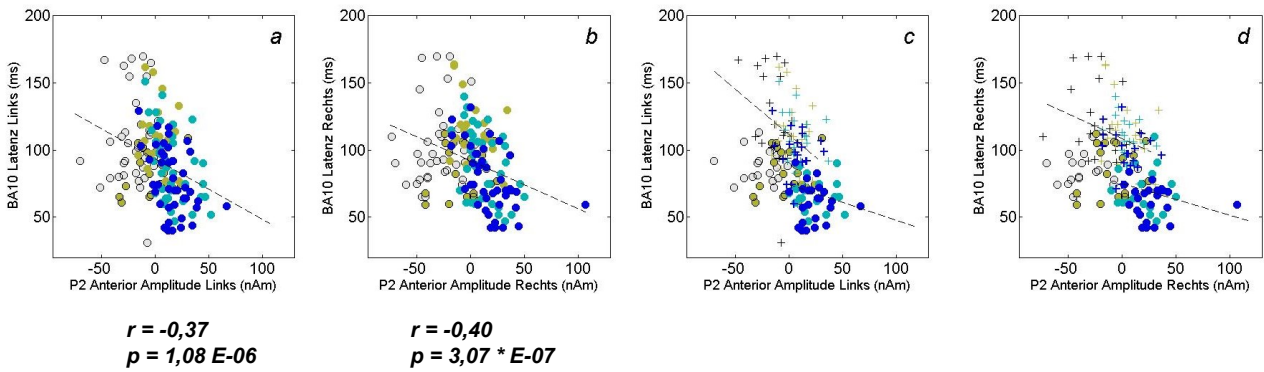 a
200
150
100
50
BA10 Latenz Links (ms)
-50 0 50 100
P2 Anterior Amplitude Links (nAm)
r = -0,37
p = 1,08 E-06
b
200
150
100
50
BA10 Latenz Rechts (ms)
-50 0 50 100
P2 Anterior Amplitude Rechts (nAm)
r = -0,40
p = 3,07 * E-07
c
200
150
100
50
BA10 Latenz Links (ms)
-50 0 50 100
P2 Anterior Amplitude Links (nAm)
d
200
150
100
50
BA10 Latenz Rechts (ms)
-50 0 50 100
P2 Anterior Amplitude Rechts (nAm)